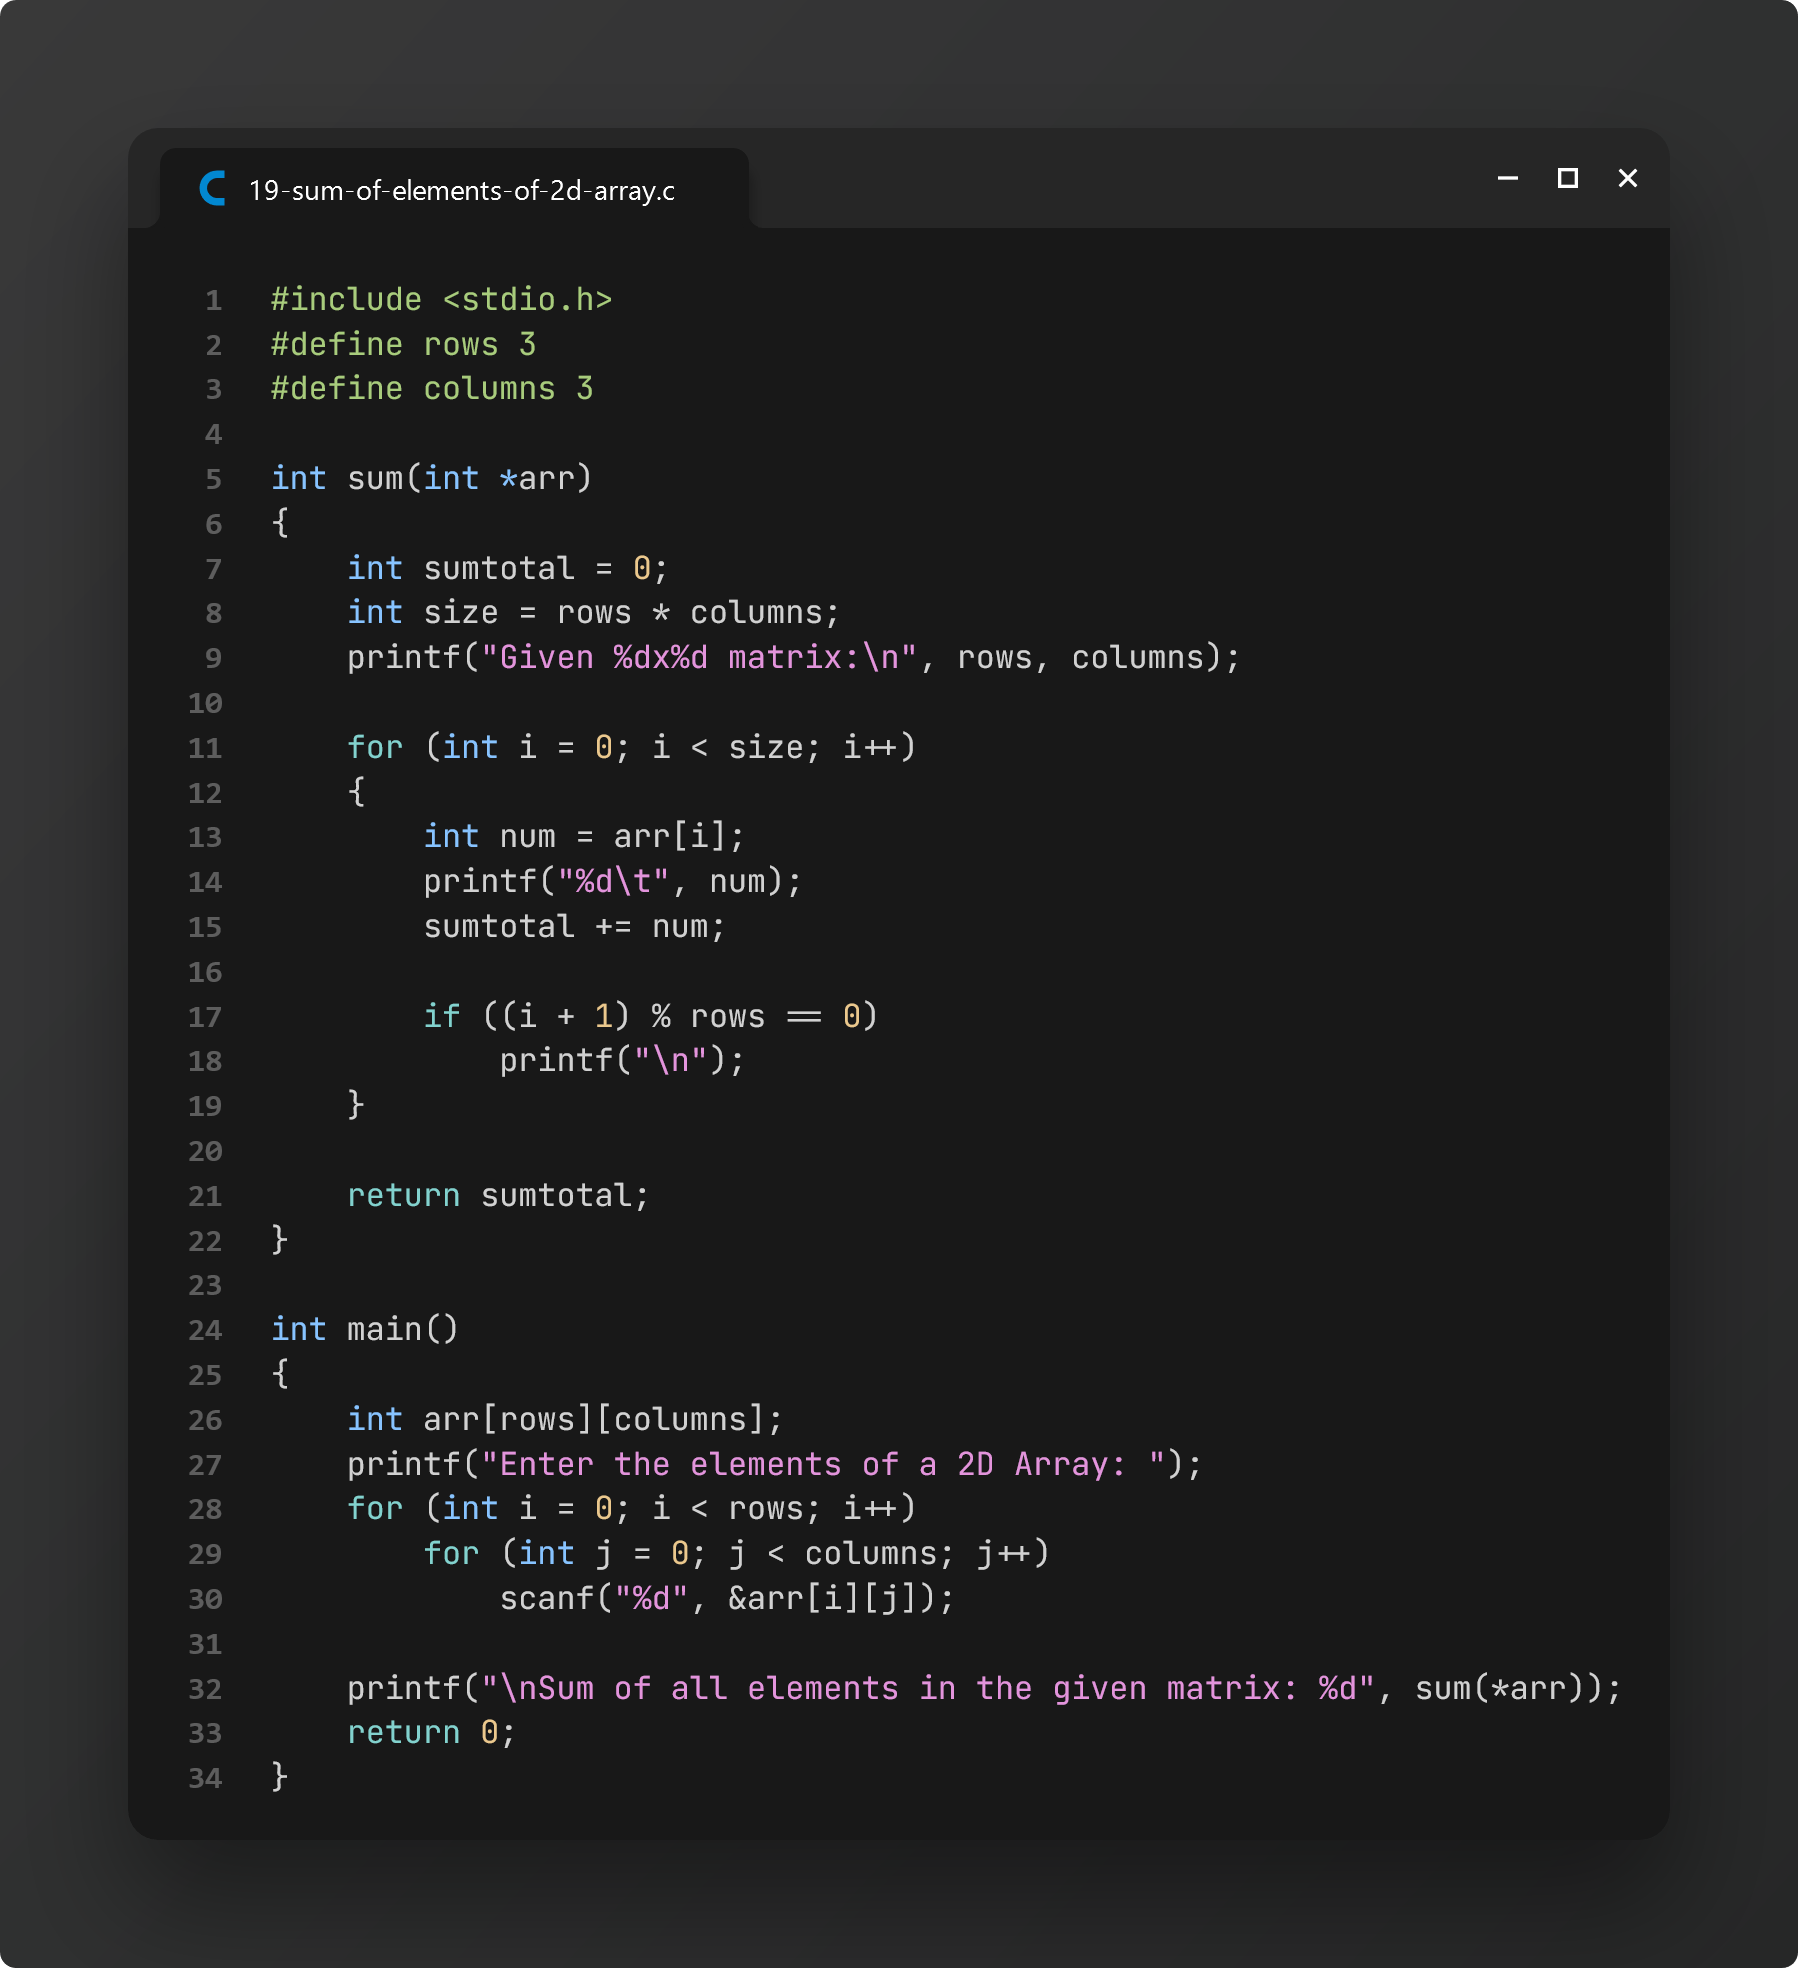 19-sum-of-elements-of-2d-array.c
1 #include <stdio.h>
2 #define rows 3
3 #define columns 3
4
5 int sum(int *arr)
6 {
7     int sumtotal = 0;
8     int size = rows * columns;
9     printf("Given %dx%d matrix:\n", rows, columns);
10
11     for (int i = 0; i < size; i++)
12     {
13         int num = arr[i];
14         printf("%d\t", num);
15         sumtotal += num;
16
17         if ((i + 1) % rows == 0)
18             printf("\n");
19     }
20
21     return sumtotal;
22 }
23
24 int main()
25 {
26     int arr[rows][columns];
27     printf("Enter the elements of a 2D Array: ");
28     for (int i = 0; i < rows; i++)
29         for (int j = 0; j < columns; j++)
30             scanf("%d", &arr[i][j]);
31
32     printf("\nSum of all elements in the given matrix: %d", sum(*arr));
33     return 0;
34 }